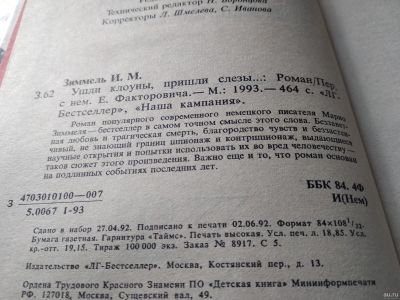 Технический редактор Н. Воронцова
Корректоры Л. Шмелева, С. Иванова
Зиммель И. М.
3.62 Ушли клоуны, пришли слезы...: Роман/Пер.
с нем. Е. Факторовича.— М.: 1993.— 464 с. «ЛГ-
Бестселлер», «Наша кампания».
Роман популярного современного немецкого писателя Марио
Зиммеля — бестселлер в самом точном смысле этого слова. Беззавет-
ная любовь и трагическая смерть, благородство чувств и беззастен-
чивый, не знающий границ шпионаж и контршпионаж, выдающиеся
научные открытия и попытки использовать их во вред человечеству —
таков сюжет этого произведения. Важно еще и то, что роман основан
на подлинных событиях последних лет.
З 4703010100—007
5.0067 1-93
ББК 84. 4Ф
И(Нем)
Сдано в набор 27.04.92. Подписано к печати 02.06.92. Формат 84×108 1/32
Бумага газетная. Гарнитура «Таймс». Печать высокая. Усл. печ. л. 18,85. Усл.
кр.-отт. 19,15. Тираж 100 000 экз. Заказ № 8917. С 5.
Издательство «ЛГ-Бестселлер». Москва, Костянский пер., д. 13.
Ордена Трудового Красного Знамени ПО «Детская книга» Мининформпечати
РФ. 127018, Москва, Сущевский вал, 49.
au.ru